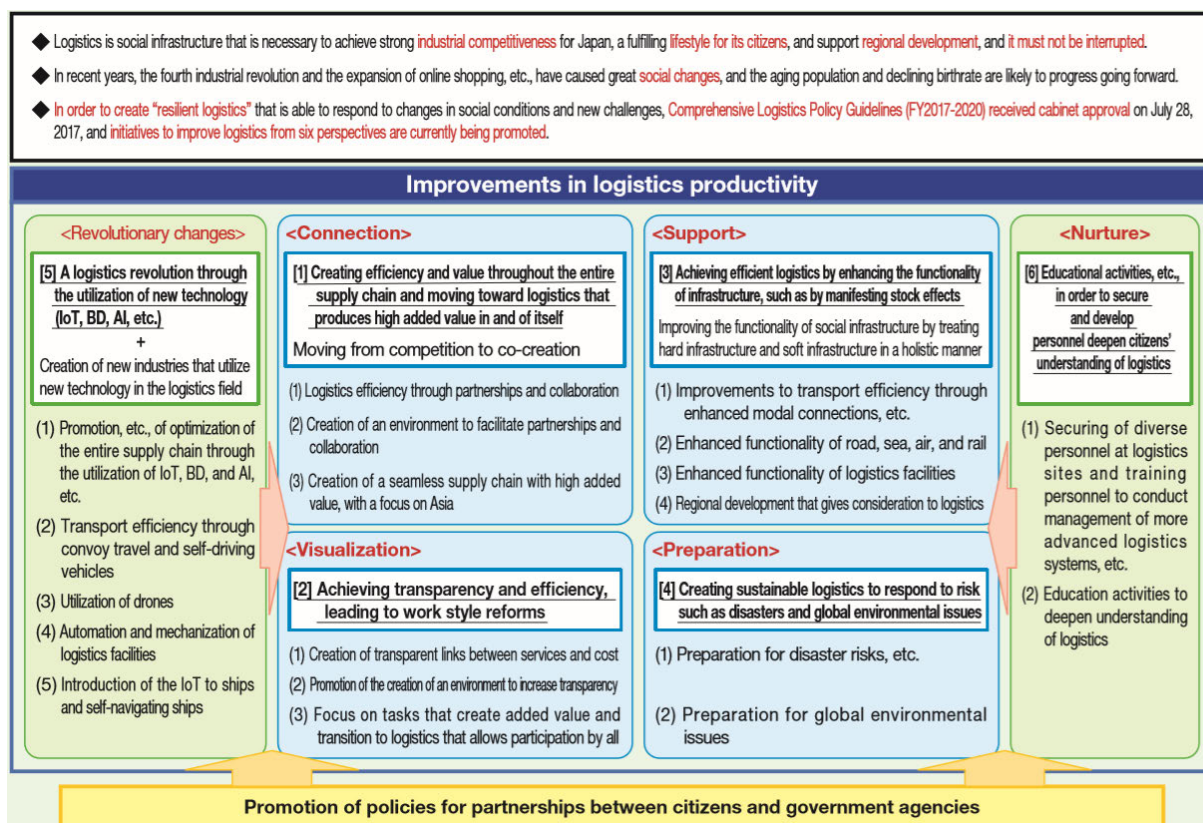 ◆ Logistics is social infrastructure that is necessary to achieve strong industrial competitiveness for Japan, a fulfilling lifestyle for its citizens, and support regional development, and it must not be interrupted.
◆ In recent years, the fourth industrial revolution and the expansion of online shopping, etc., have caused great social changes, and the aging population and declining birthrate are likely to progress going forward.
◆ In order to create "resilient logistics" that is able to respond to changes in social conditions and new challenges, Comprehensive Logistics Policy Guidelines (FY2017-2020) received cabinet approval on July 28,
2017, and initiatives to improve logistics from six perspectives are currently being promoted.
Improvements in logistics productivity
<Revolutionary changes>
[5] A logistics revolution through
the utilization of new technology
(IoT, BD, AI, etc.)
+
Creation of new industries that utilize
new technology in the logistics field
(1) Promotion, etc., of optimization of
the entire supply chain through
the utilization of IoT, BD, and AI,
etc.
(2) Transport efficiency through
convoy travel and self-driving
vehicles
(3) Utilization of drones
(4) Automation and mechanization of
logistics facilities
(5) Introduction of the IoT to ships
and self-navigating ships
<Connection>
[1] Creating efficiency and value throughout the entire
supply chain and moving toward logistics that
produces high added value in and of itself
Moving from competition to co-creation
(1) Logistics efficiency through partnerships and collaboration
(2) Creation of an environment to facilitate partnerships and
collaboration
(3) Creation of a seamless supply chain with high added
value, with a focus on Asia
<Visualization>
[2] Achieving transparency and efficiency,
leading to work style reforms
(1) Creation of transparent links between services and cost
(2) Promotion of the creation of an environment to increase transparency
(3) Focus on tasks that create added value and
transition to logistics that allows participation by all
<Support>
[3] Achieving efficient logistics by enhancing the functionality
of infrastructure, such as by manifesting stock effects
Improving the functionality of social infrastructure by treating
hard infrastructure and soft infrastructure in a holistic manner
(1) Improvements to transport efficiency through
enhanced modal connections, etc.
(2) Enhanced functionality of road, sea, air, and rail
(3) Enhanced functionality of logistics facilities
(4) Regional development that gives consideration to logistics
<Preparation>
[4] Creating sustainable logistics to respond to risk
such as disasters and global environmental issues
(1) Preparation for disaster risks, etc.
(2) Preparation for global environmental
issues
<Nurture>
[6] Educational activities, etc.,
in order to secure
and develop
personnel deepen citizens'
understanding of logistics
(1) Securing of diverse
personnel at logistics
sites and training
personnel to conduct
management of more
advanced logistics
systems, etc.
(2) Education activities to
deepen understanding
of logistics
Promotion of policies for partnerships between citizens and government agencies